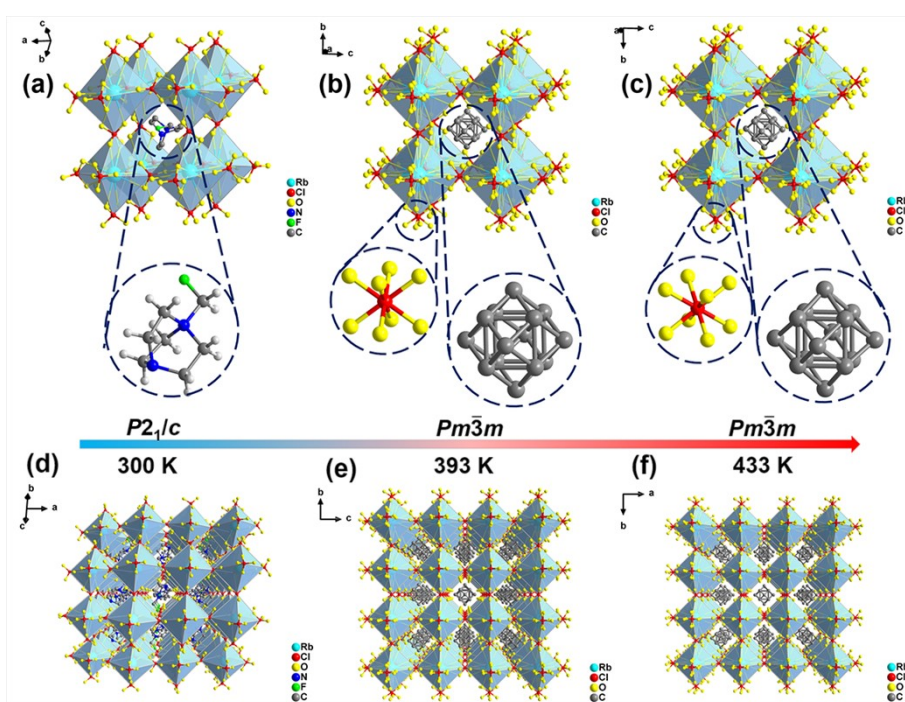 c
a
b
(a)
b
a
c
(b)
a
c
b
(c)
Rb
Cl
O
N
F
C
Rb
Cl
O
C
Cl
O
C
P2₁/c
Pm3̅m
Pm3̅m
300 K
393 K
433 K
(d)
b
a
c
(e)
b
c
(f)
a
b
Rb
Cl
O
N
F
C
Rb
Cl
O
C
Cl
O
C